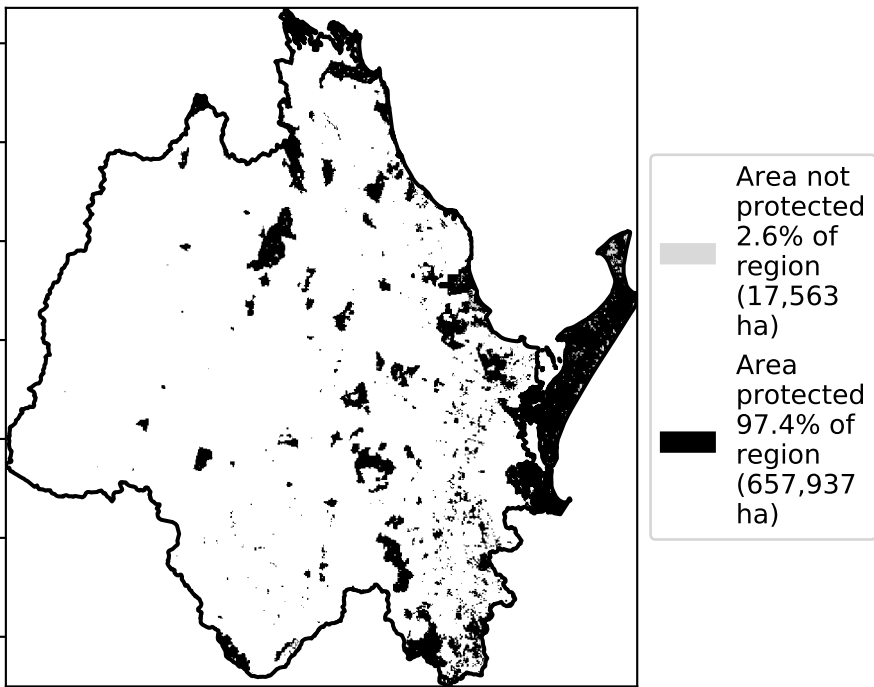 Area not
protected
2.6% of
region
(17,563
ha)
Area
protected
97.4% of
region
(657,937
ha)